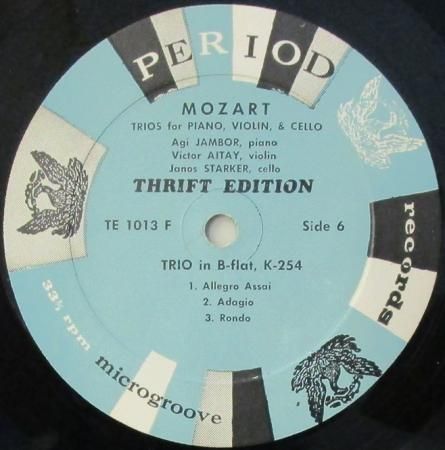 PERIOD
MOZART
TRIOS for PIANO, VIOLIN, & CELLO
Agi JAMBOR, piano
Victor AITAY, violin
Janos STARKER, cello
THRIFT EDITION
TE 1013 F
Side 6
TRIO in B-flat, K-254
1. Allegro Assai
2. Adagio
3. Rondo
records
33⅓ rpm
microgroove